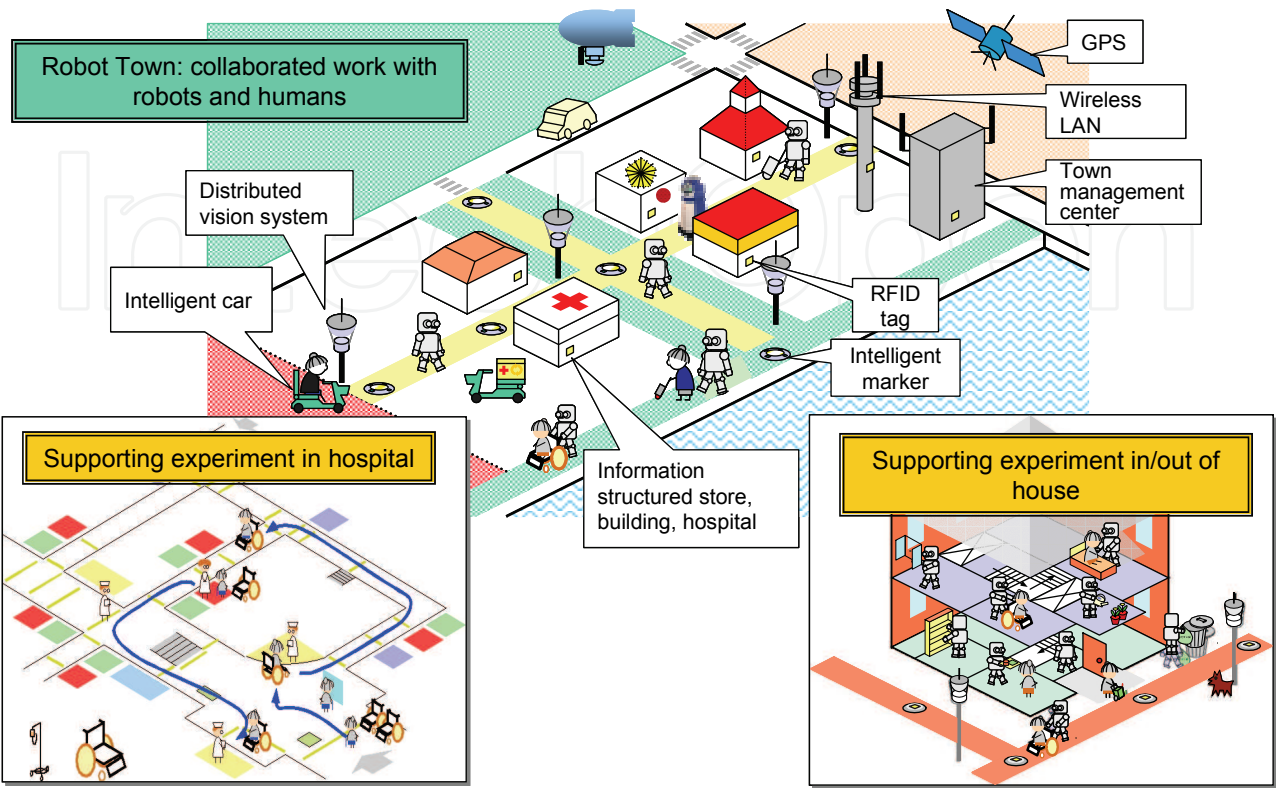 Robot Town: collaborated work with
robots and humans
GPS
Wireless
LAN
Town
management
center
Distributed
vision system
Intelligent car
RFID
tag
Intelligent
marker
Information
structured store,
building, hospital
Supporting experiment in hospital
Supporting experiment in/out of
house